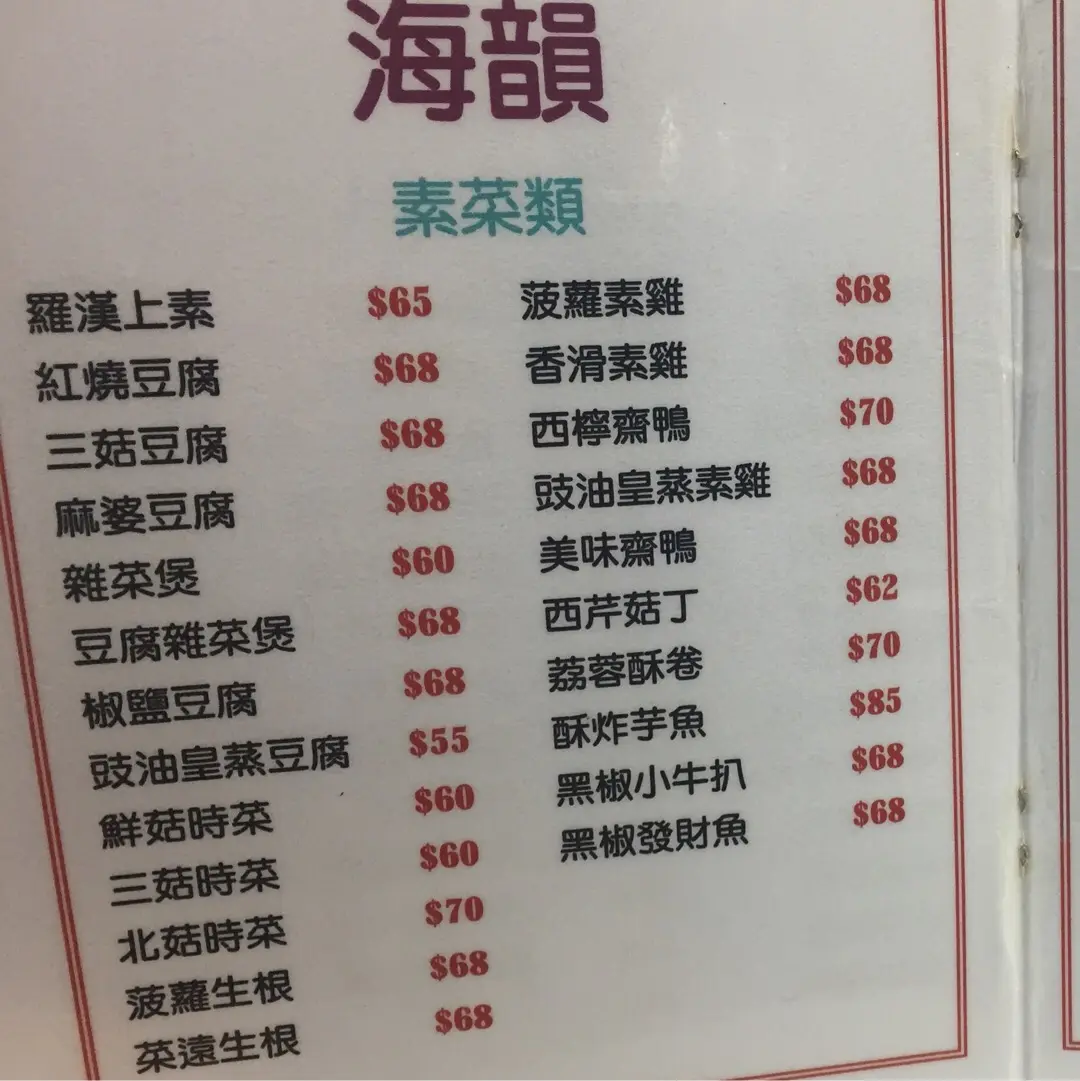 海韻
素菜類
羅漢上素 $65
紅燒豆腐 $68
三菇豆腐 $68
麻婆豆腐 $68
雜菜煲 $60
豆腐雜菜煲 $68
椒鹽豆腐 $68
豉油皇蒸豆腐 $55
鮮菇時菜 $60
三菇時菜 $60
北菇時菜 $70
菠蘿生根 $68
菜遠生根 $68
菠蘿素雞 $68
香滑素雞 $68
西檸齋鴨 $70
豉油皇蒸素雞 $68
美味齋鴨 $68
西芹菇丁 $62
荔蓉酥卷 $70
酥炸芋魚 $85
黑椒小牛扒 $68
黑椒發財魚 $68